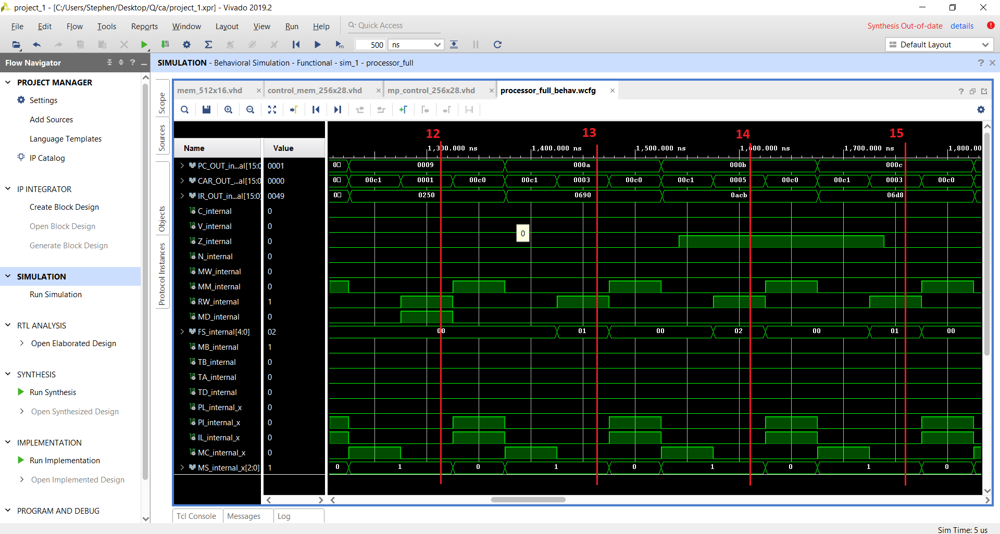 project_1 - [C:/Users/Stephen/Desktop/Q/ca/project_1.xpr] - Vivado 2019.2
File Edit Flow Tools Reports Window Layout View Run Help Quick Access
Synthesis Out-of-date details
500 ns Default Layout
Flow Navigator
SIMULATION - Behavioral Simulation - Functional - sim_1 - processor_full
PROJECT MANAGER
Settings
Add Sources
Language Templates
IP Catalog
IP INTEGRATOR
Create Block Design
Open Block Design
Generate Block Design
SIMULATION
Run Simulation
RTL ANALYSIS
Open Elaborated Design
SYNTHESIS
Run Synthesis
Open Synthesized Design
IMPLEMENTATION
Run Implementation
Open Implemented Design
PROGRAM AND DEBUG
Scope
Sources
Objects
Protocol Instances
mem_512x16.vhd control_mem_256x28.vhd mp_control_256x28.vhd processor_full_behav.wcfg
12 13 14 15
Name Value
1,300.000 ns 1,400.000 ns 1,500.000 ns 1,600.000 ns 1,700.000 ns 1,800.00
PC_OUT_in...al[15:0 0001 0009 000a 000b 000c
CAR_OUT_...al[15:0 0000 00c1 0001 00c0 00c1 0003 00c0 00c1 0005 00c0 00c1 0003 00c0
IR_OUT_in...al[15:0] 0049 0250 0690 0acb 06d8
C_internal 0
V_internal 0
0
Z_internal 0
N_internal 0
MW_internal 0
MM_internal 0
RW_internal 1
MD_internal 0
FS_internal[4:0] 02 00 01 00 02 00 01 00
MB_internal 1
TB_internal 0
TA_internal 0
TD_internal 0
PL_internal_x 0
PI_internal_x 0
IL_internal_x 0
MC_internal_x 0
MS_internal_x[2:0] 1 0 1 0 1 0 1 0 1 0
Tcl Console Messages Log
Sim Time: 5 us